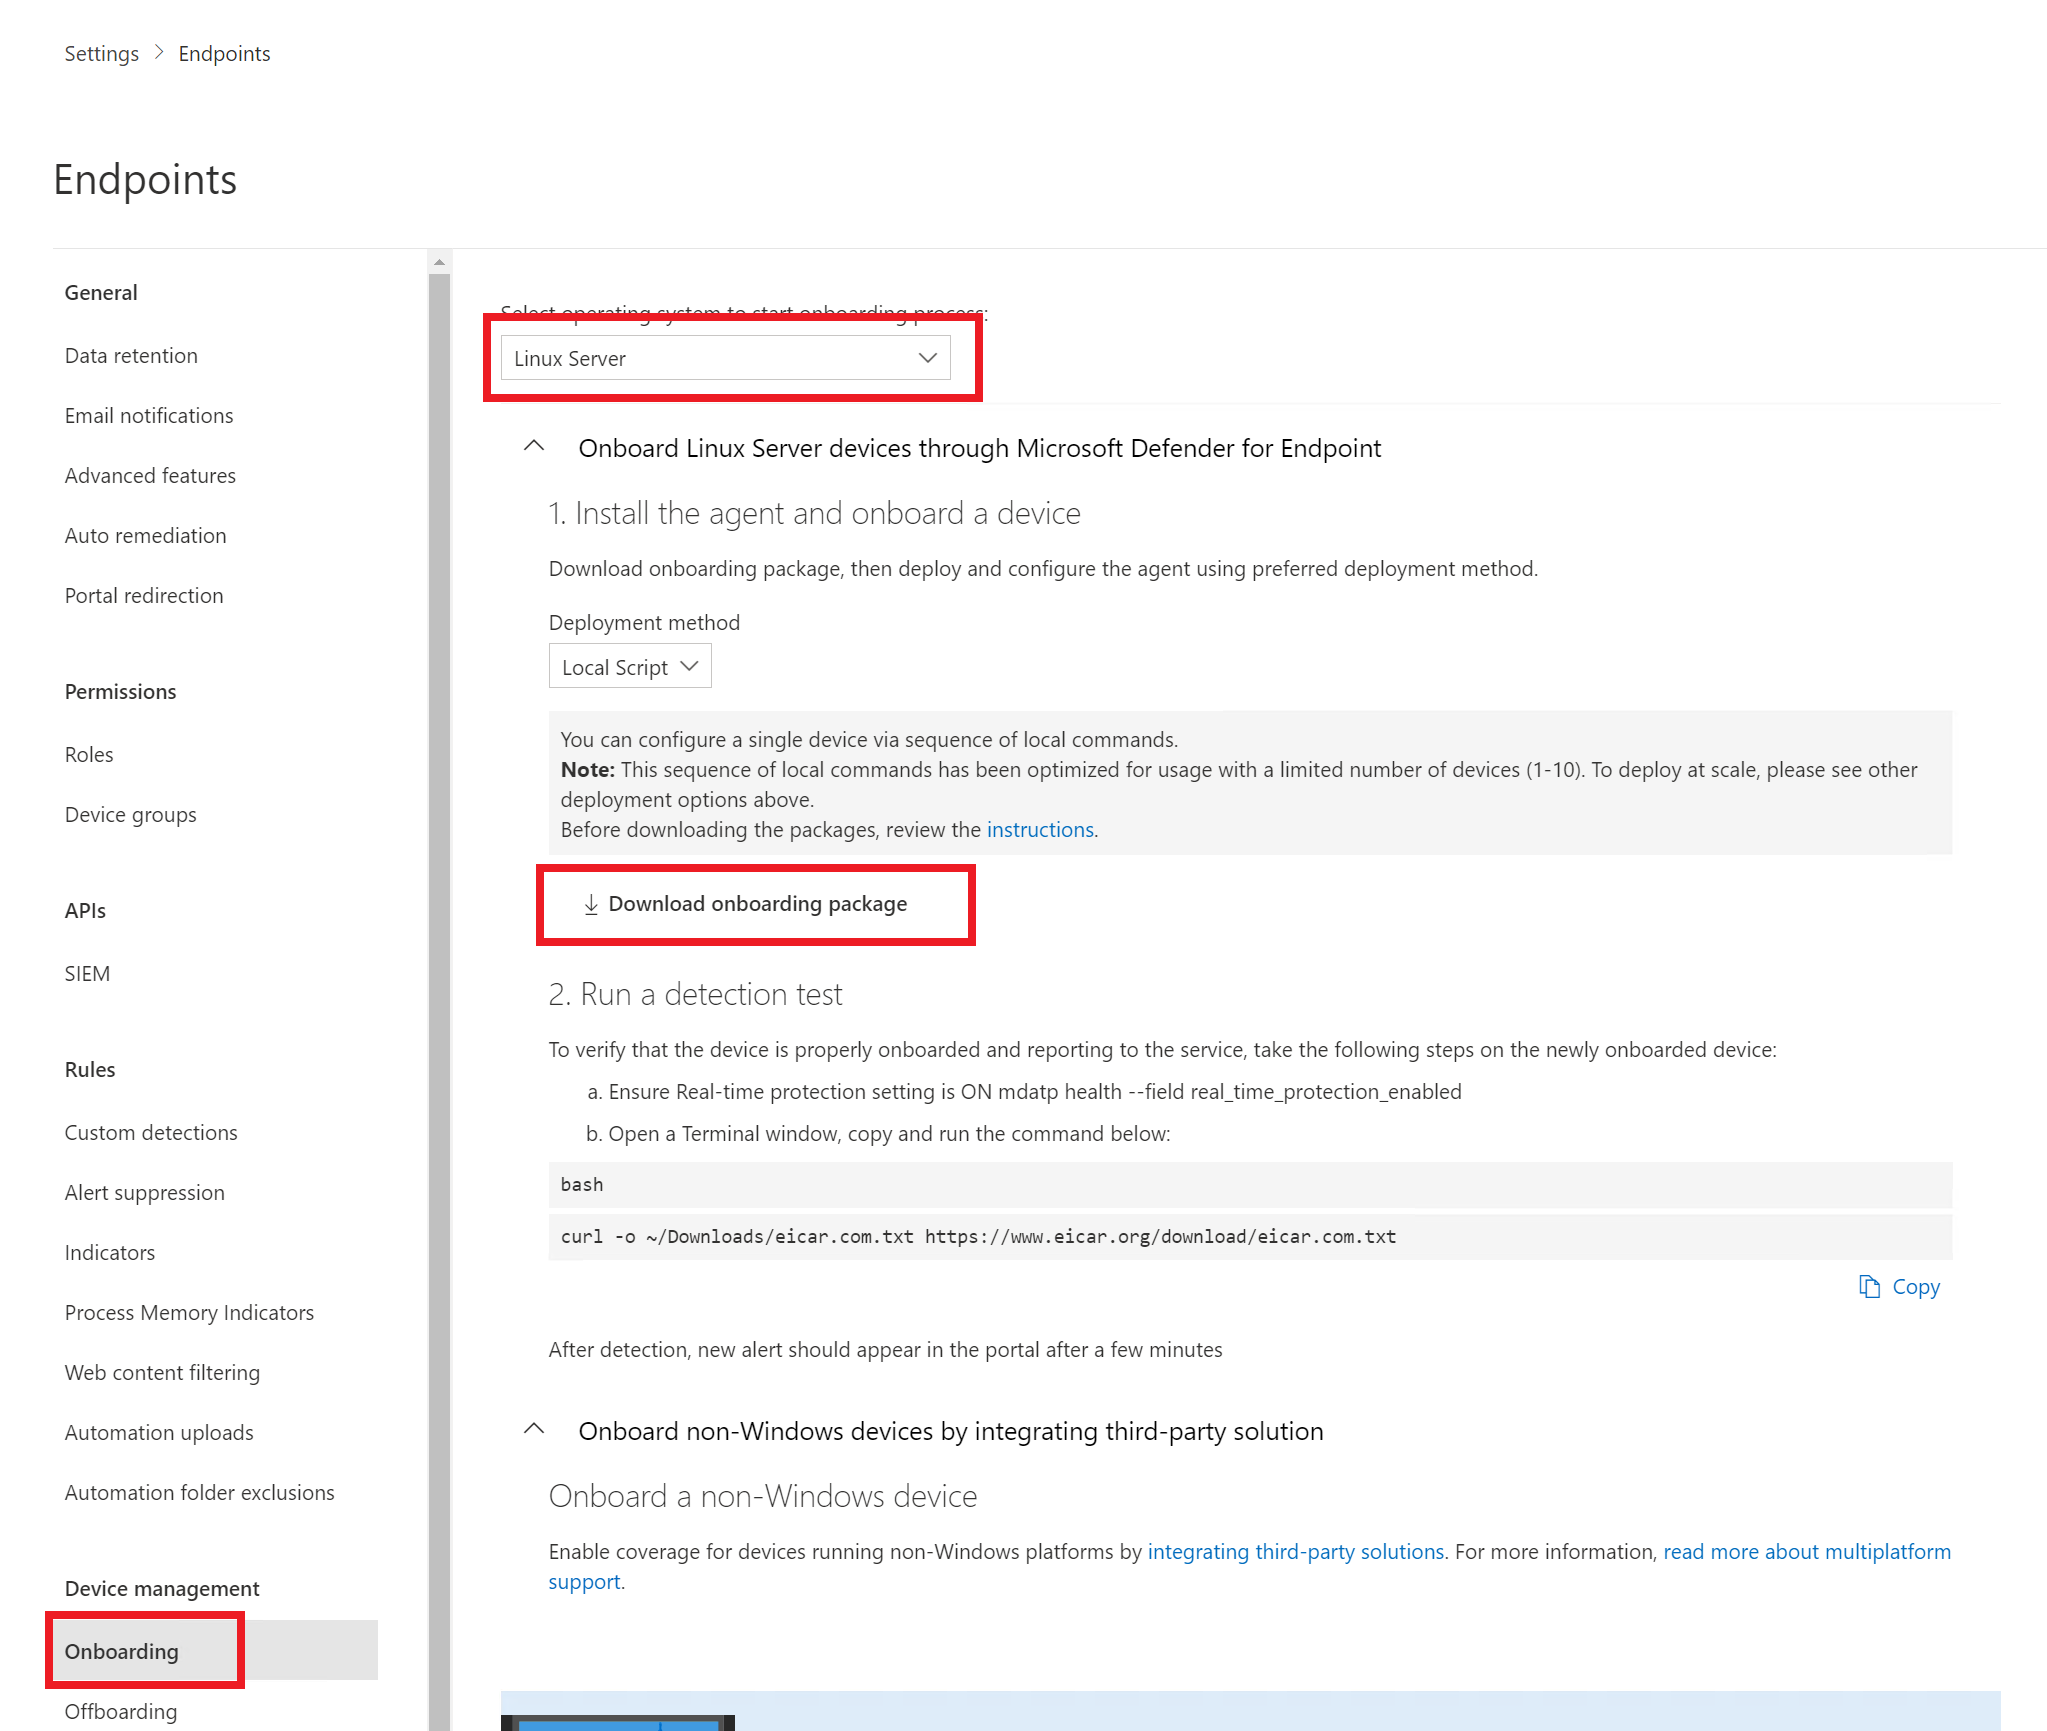 Settings > Endpoints
Endpoints
General
Data retention
Email notifications
Advanced features
Auto remediation
Portal redirection
Permissions
Roles
Device groups
APIs
SIEM
Rules
Custom detections
Alert suppression
Indicators
Process Memory Indicators
Web content filtering
Automation uploads
Automation folder exclusions
Device management
Onboarding
Offboarding
Select operating system to start onboarding process:
Linux Server
Onboard Linux Server devices through Microsoft Defender for Endpoint
1. Install the agent and onboard a device
Download onboarding package, then deploy and configure the agent using preferred deployment method.
Deployment method
Local Script
You can configure a single device via sequence of local commands.
Note: This sequence of local commands has been optimized for usage with a limited number of devices (1-10). To deploy at scale, please see other
deployment options above.
Before downloading the packages, review the instructions.
Download onboarding package
2. Run a detection test
To verify that the device is properly onboarded and reporting to the service, take the following steps on the newly onboarded device:
a. Ensure Real-time protection setting is ON mdatp health --field real_time_protection_enabled
b. Open a Terminal window, copy and run the command below:
bash
curl -o ~/Downloads/eicar.com.txt https://www.eicar.org/download/eicar.com.txt
Copy
After detection, new alert should appear in the portal after a few minutes
Onboard non-Windows devices by integrating third-party solution
Onboard a non-Windows device
Enable coverage for devices running non-Windows platforms by integrating third-party solutions. For more information, read more about multiplatform
support.